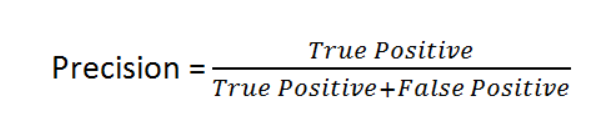 True Positive
Precision =
True Positive+False Positive